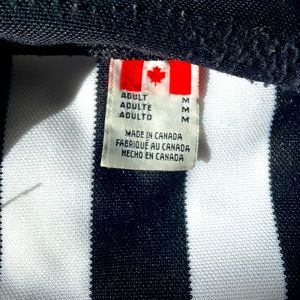 ADULT M
ADULTE M
ADULTO M
MADE IN CANADA
FABRIQUÉ AU CANADA
HECHO EN CANADA